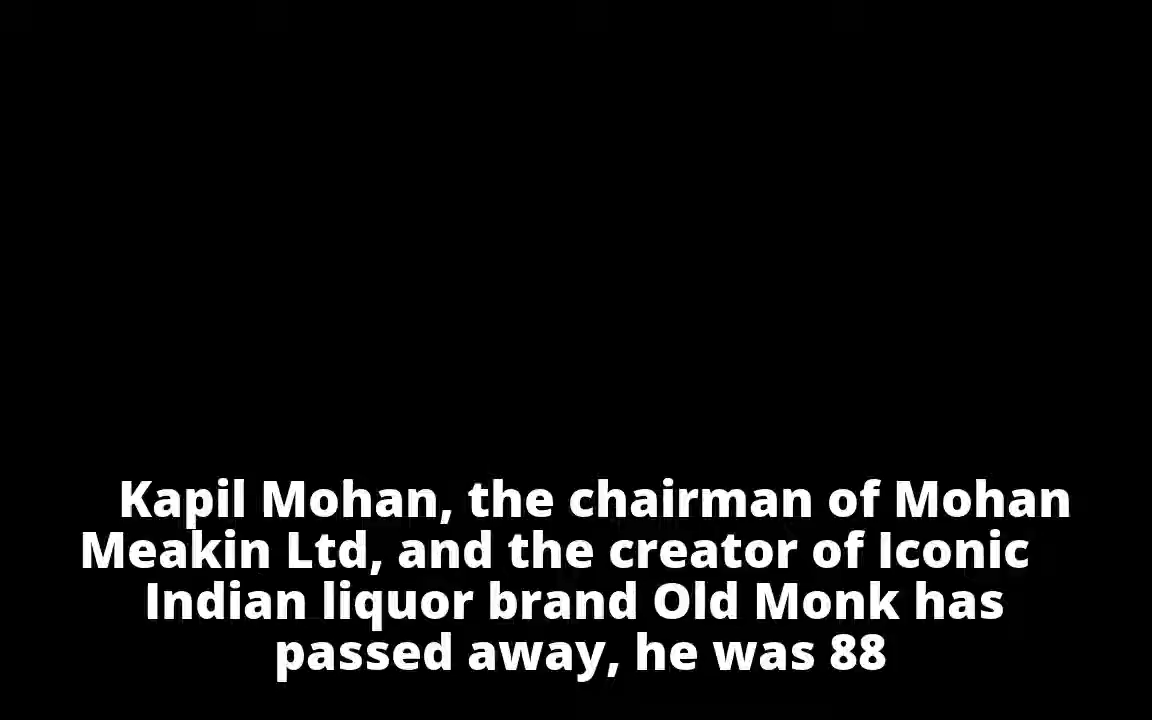 Kapil Mohan, the chairman of Mohan
Meakin Ltd, and the creator of Iconic
Indian liquor brand Old Monk has
passed away, he was 88